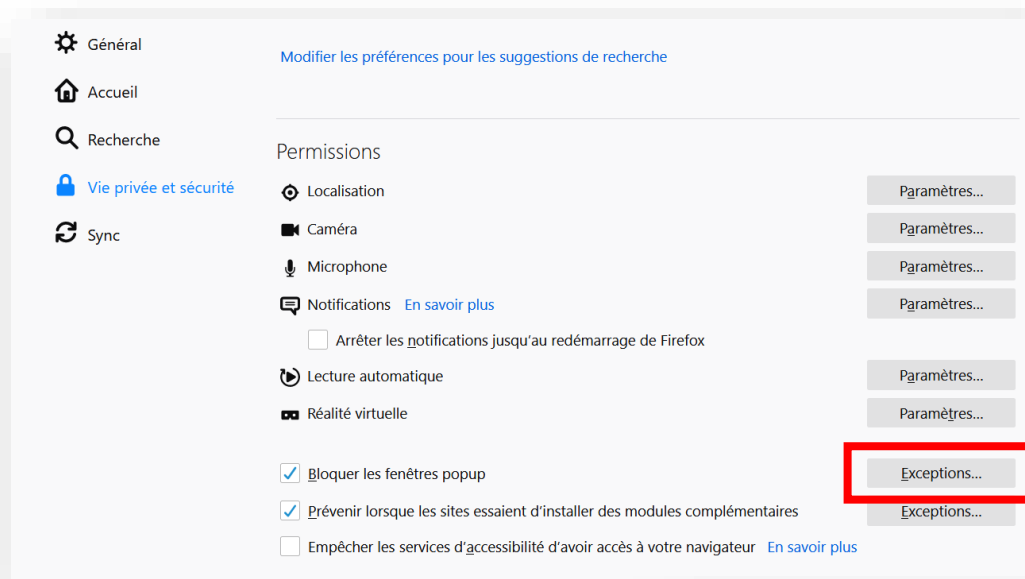 Général
Accueil
Recherche
Vie privée et sécurité
Sync
Modifier les préférences pour les suggestions de recherche
Permissions
Localisation Paramètres...
Caméra Paramètres...
Microphone Paramètres...
Notifications En savoir plus Paramètres...
Arrêter les notifications jusqu'au redémarrage de Firefox
Lecture automatique Paramètres...
Réalité virtuelle Paramètres...
Bloquer les fenêtres popup Exceptions...
Prévenir lorsque les sites essaient d'installer des modules complémentaires Exceptions...
Empêcher les services d'accessibilité d'avoir accès à votre navigateur En savoir plus